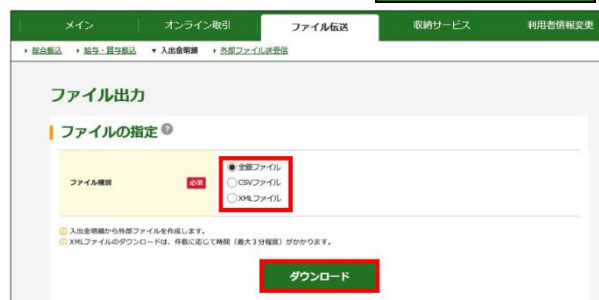 メイン オンライン取引 ファイル伝送 収納サービス 利用者情報変更
総合振込 給与・賞与振込 入出金明細 外部ファイル送受信
ファイル出力
ファイルの指定 ?
ファイル種類 必須
全銀ファイル
CSVファイル
XMLファイル
入出金明細から外部ファイルを作成します。
XMLファイルのダウンロードは、件数に応じて時間(最大3分程度)がかかります。
ダウンロード